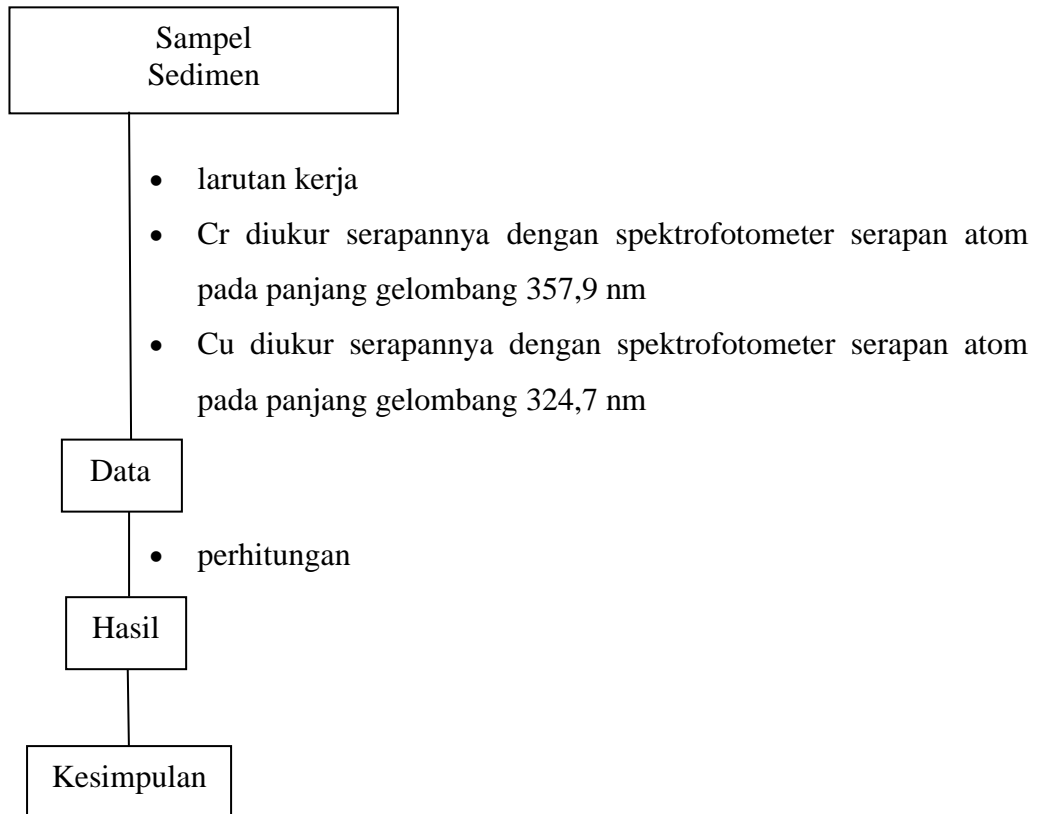 Sampel
Sedimen
• larutan kerja
• Cr diukur serapannya dengan spektrofotometer serapan atom
pada panjang gelombang 357,9 nm
• Cu diukur serapannya dengan spektrofotometer serapan atom
pada panjang gelombang 324,7 nm
Data
• perhitungan
Hasil
Kesimpulan